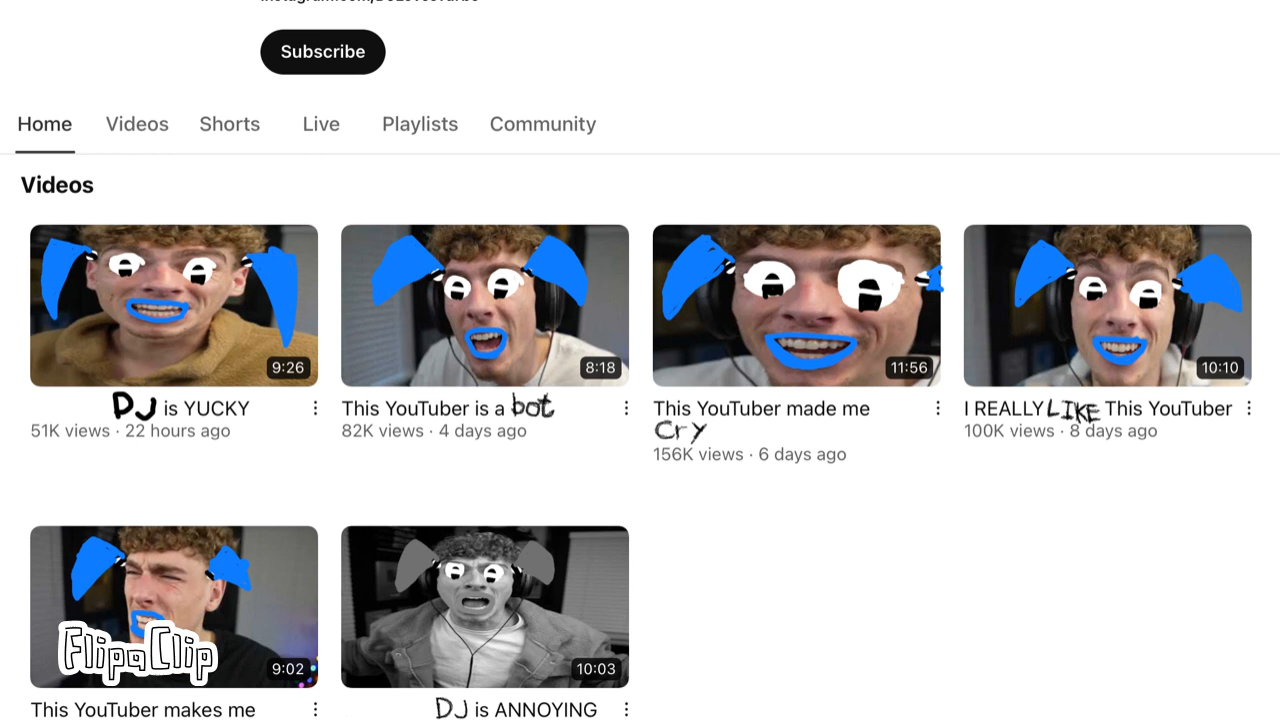 Subscribe
Home Videos Shorts Live Playlists Community
Videos
9:26 8:18 11:56 10:10
DJ is YUCKY
51K views · 22 hours ago
This YouTuber is a bot
82K views · 4 days ago
This YouTuber made me
Cry
156K views · 6 days ago
I REALLY LIKE This YouTuber
100K views · 8 days ago
FlipaClip
9:02 10:03
This YouTuber makes me
DJ is ANNOYING